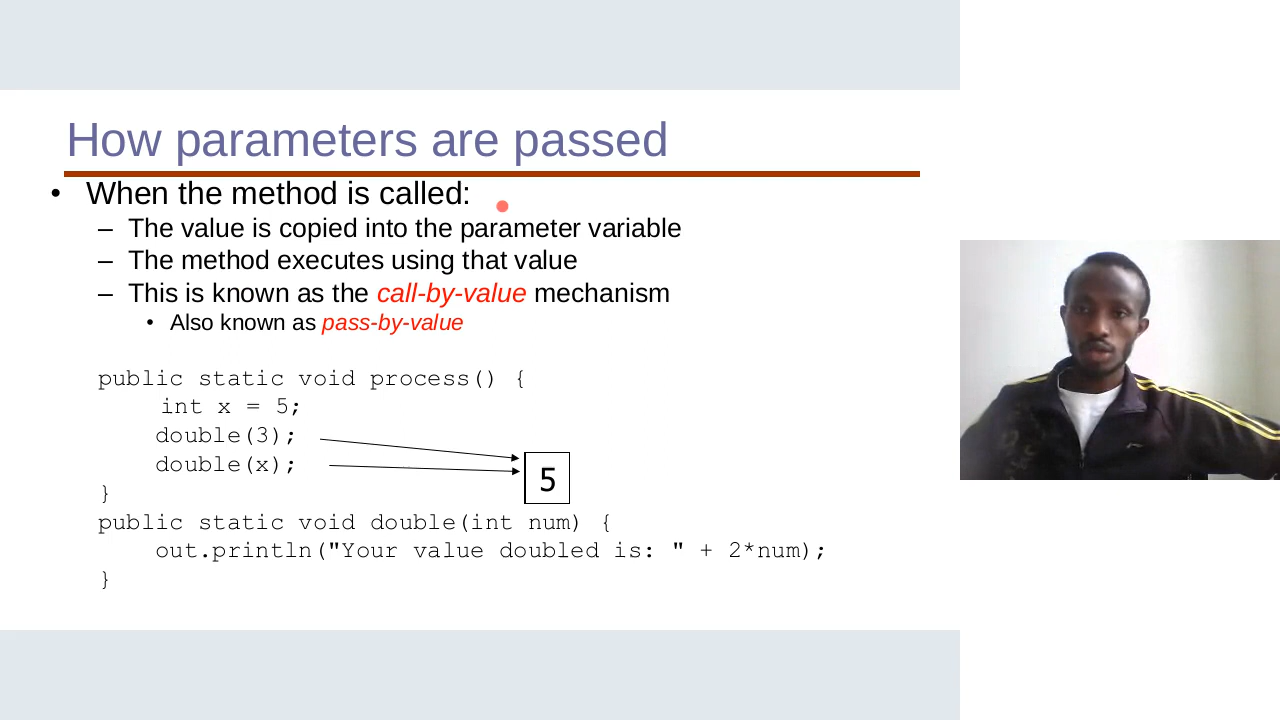 How parameters are passed
• When the method is called:
– The value is copied into the parameter variable
– The method executes using that value
– This is known as the call-by-value mechanism
• Also known as pass-by-value
public static void process() {
int x = 5;
double(3);
double(x);
5
}
public static void double(int num) {
out.println("Your value doubled is: " + 2*num);
}